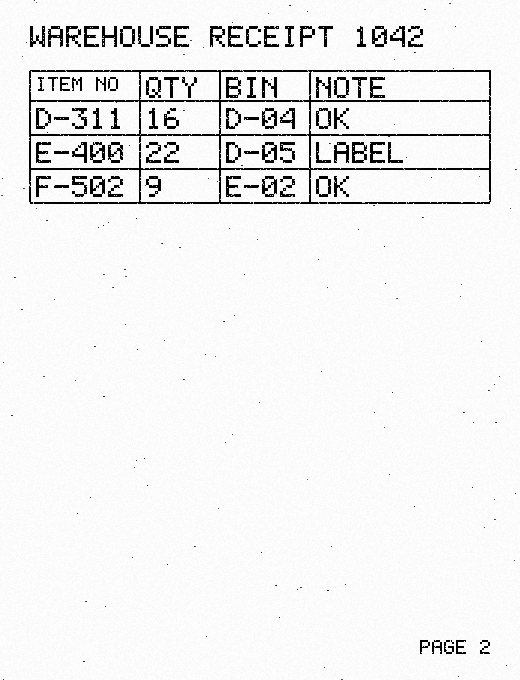 WAREHOUSE RECEIPT 1042
ITEM NO QTY BIN NOTE
D-311 16 D-04 OK
E-400 22 D-05 LABEL
F-502 9 E-02 OK
PAGE 2